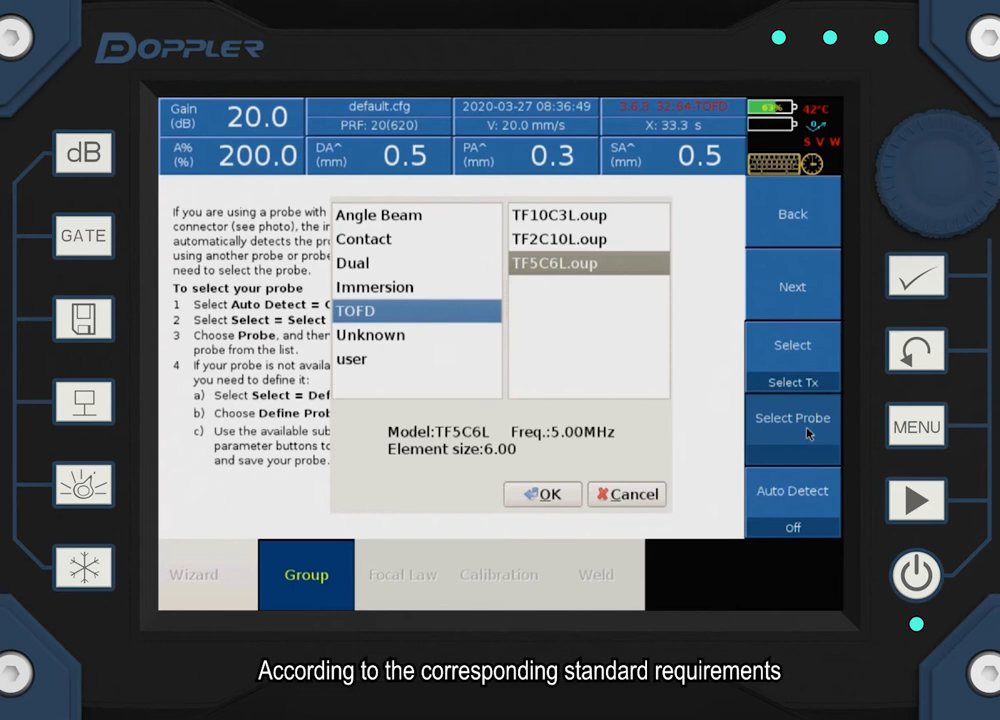 DOPPLER
Gain
(dB)
20.0
default.cfg
PRF: 20(620)
2020-03-27 08:36:49
V: 20.0 mm/s
X: 33.3 s
63%
42°C
S V W
A%
(%)
200.0
DA^
(mm)
0.5
PA^
(mm)
0.3
SA^
(mm)
0.5
dB
GATE
MENU
If you are using a probe with
connector (see photo), the in
automatically detects the pro
using another probe or probe
need to select the probe.
To select your probe
1 Select Auto Detect = O
2 Select Select = Select
3 Choose Probe, and then
probe from the list.
4 If your probe is not availa
you need to define it:
a) Select Select = Def
b) Choose Define Prob
c) Use the available sub
parameter buttons to
and save your probe.
Angle Beam
Contact
Dual
Immersion
TOFD
Unknown
user
TF10C3L.oup
TF2C10L.oup
TF5C6L.oup
Model:TF5C6L Freq.:5.00MHz
Element size:6.00
OK
Cancel
Back
Next
Select
Select Tx
Select Probe
Auto Detect
Off
Wizard
Group
Focal Law
Calibration
Weld
According to the corresponding standard requirements